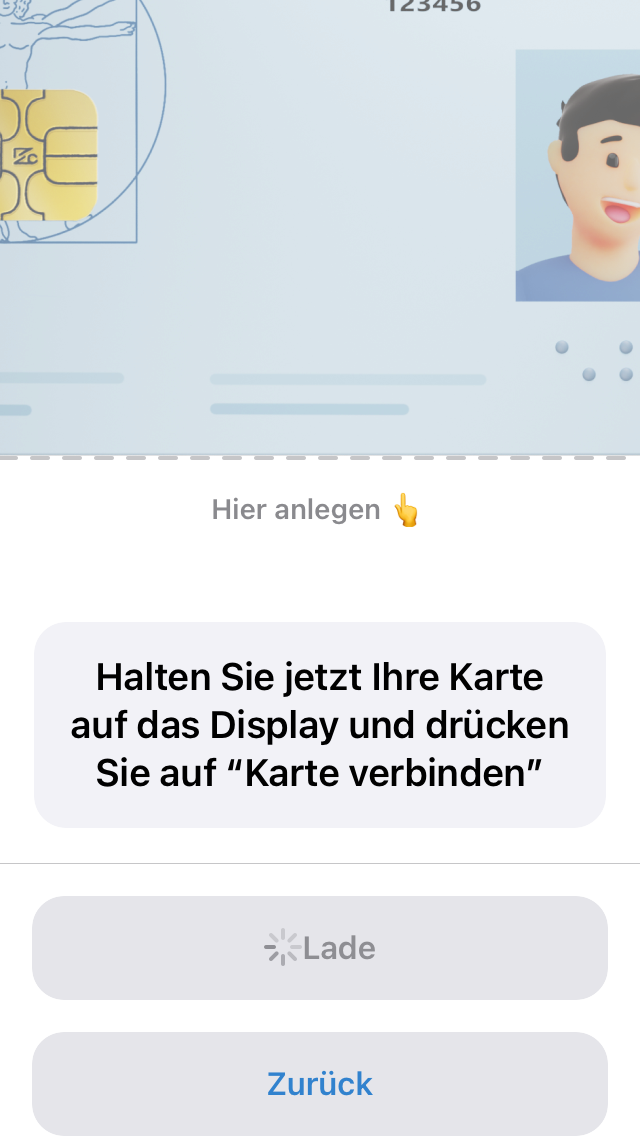 123456
Hier anlegen 👆
Halten Sie jetzt Ihre Karte
auf das Display und drücken
Sie auf “Karte verbinden”
Lade
Zurück